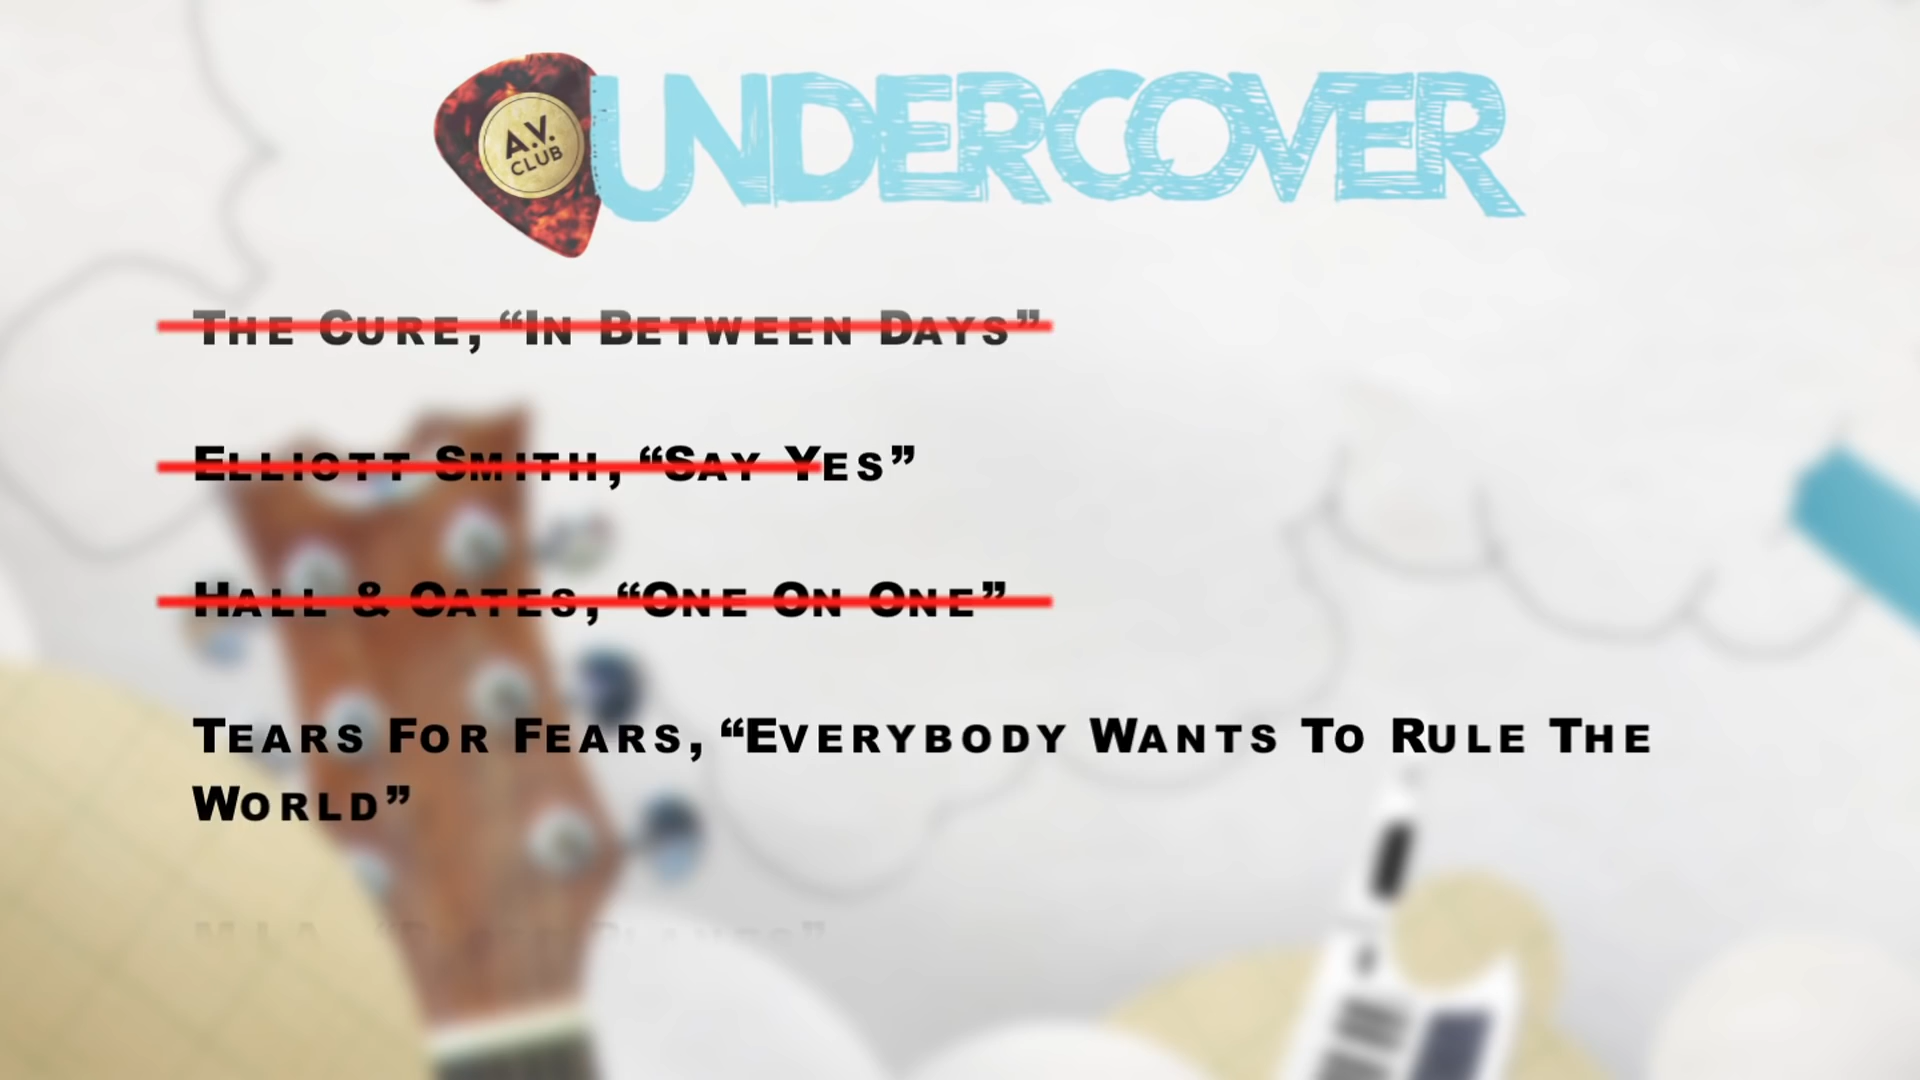 A.V.
CLUB
UNDERCOVER
The Cure, “In Between Days”
Elliott Smith, “Say Yes”
Hall & Oates, “One On One”
Tears For Fears, “Everybody Wants To Rule The
World”